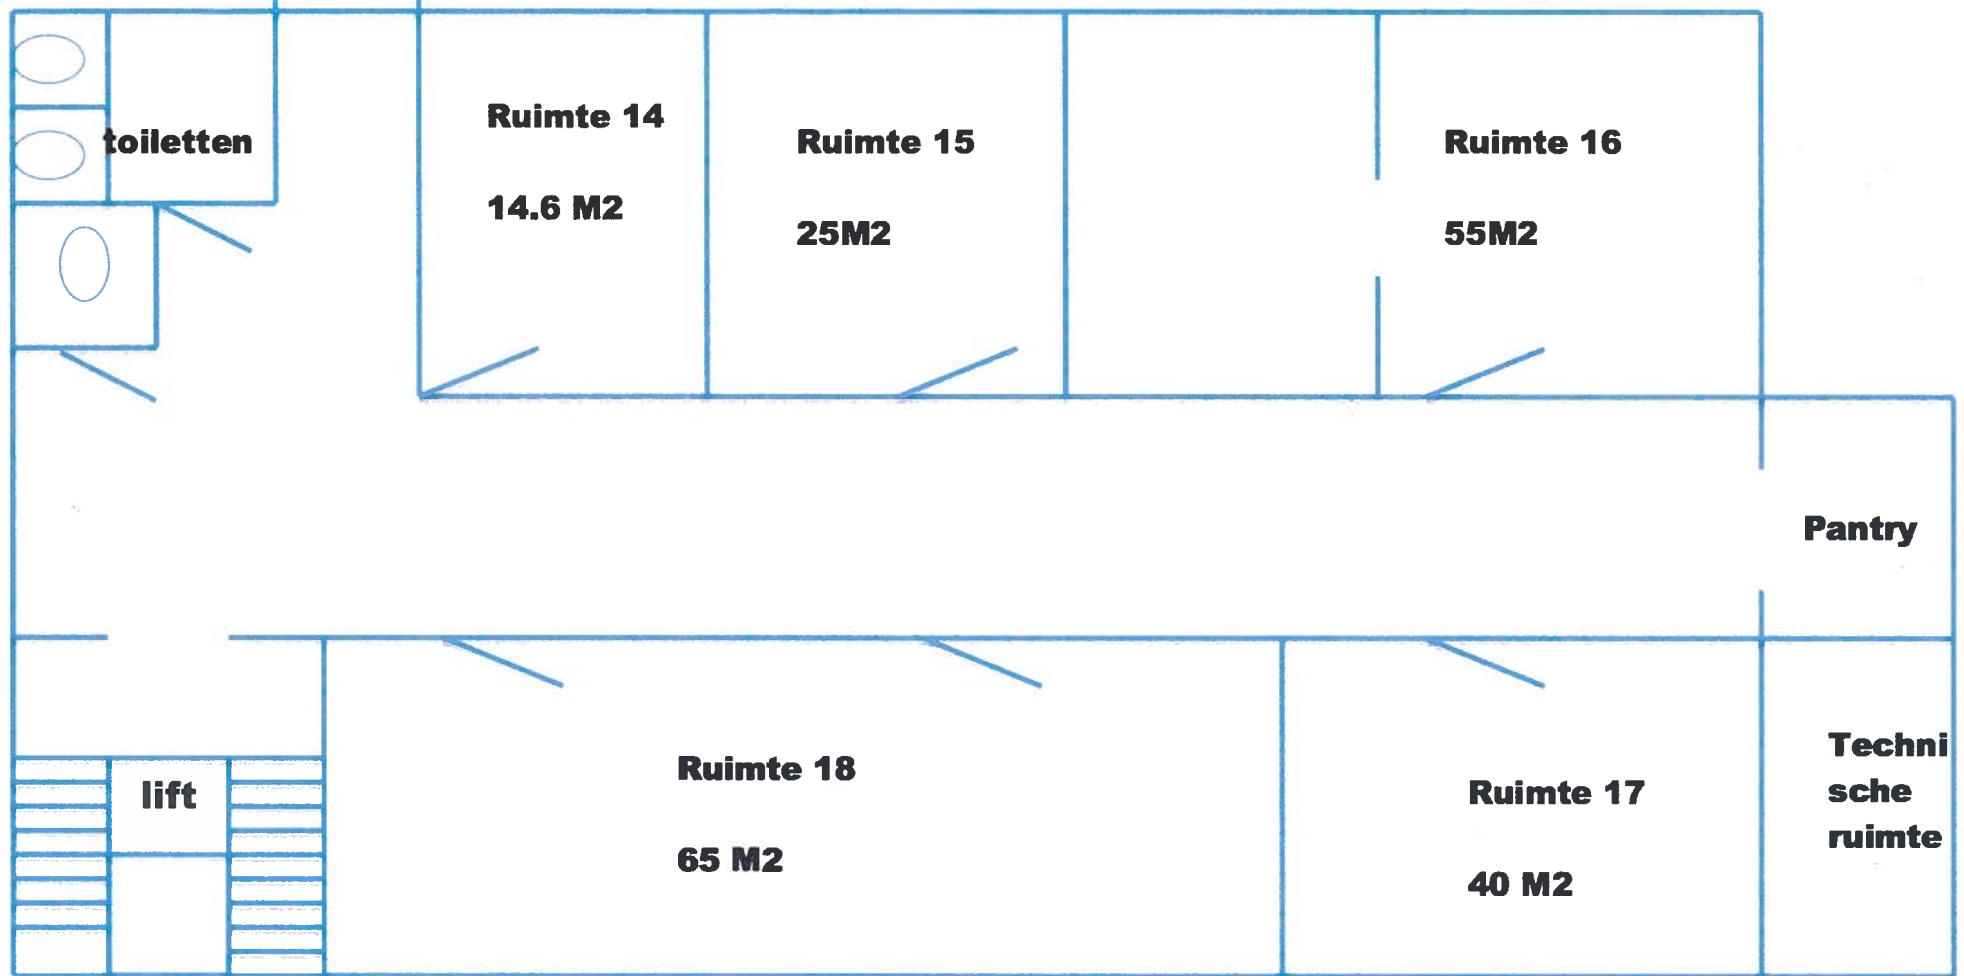 toiletten
Ruimte 14
14.6 M2
Ruimte 15
25M2
Ruimte 16
55M2
Pantry
lift
Ruimte 18
65 M2
Ruimte 17
40 M2
Techni
sche
ruimte